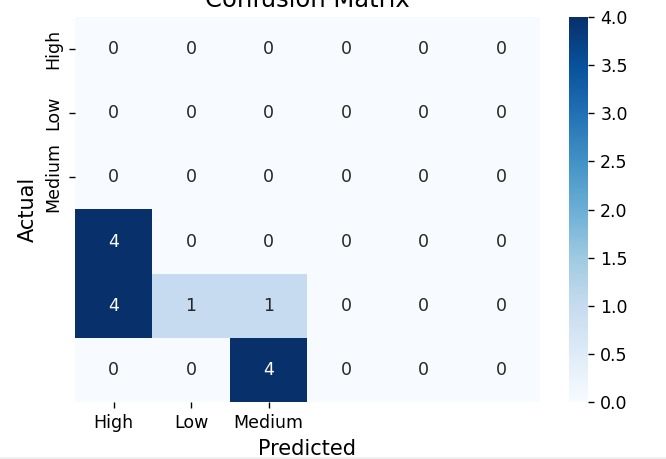 Confusion Matrix
High 0 0 0 0 0 0
Low 0 0 0 0 0 0
Medium 0 0 0 0 0 0
4 0 0 0 0 0
4 1 1 0 0 0
0 0 4 0 0 0
Actual
High Low Medium
Predicted
4.0
3.5
3.0
2.5
2.0
1.5
1.0
0.5
0.0